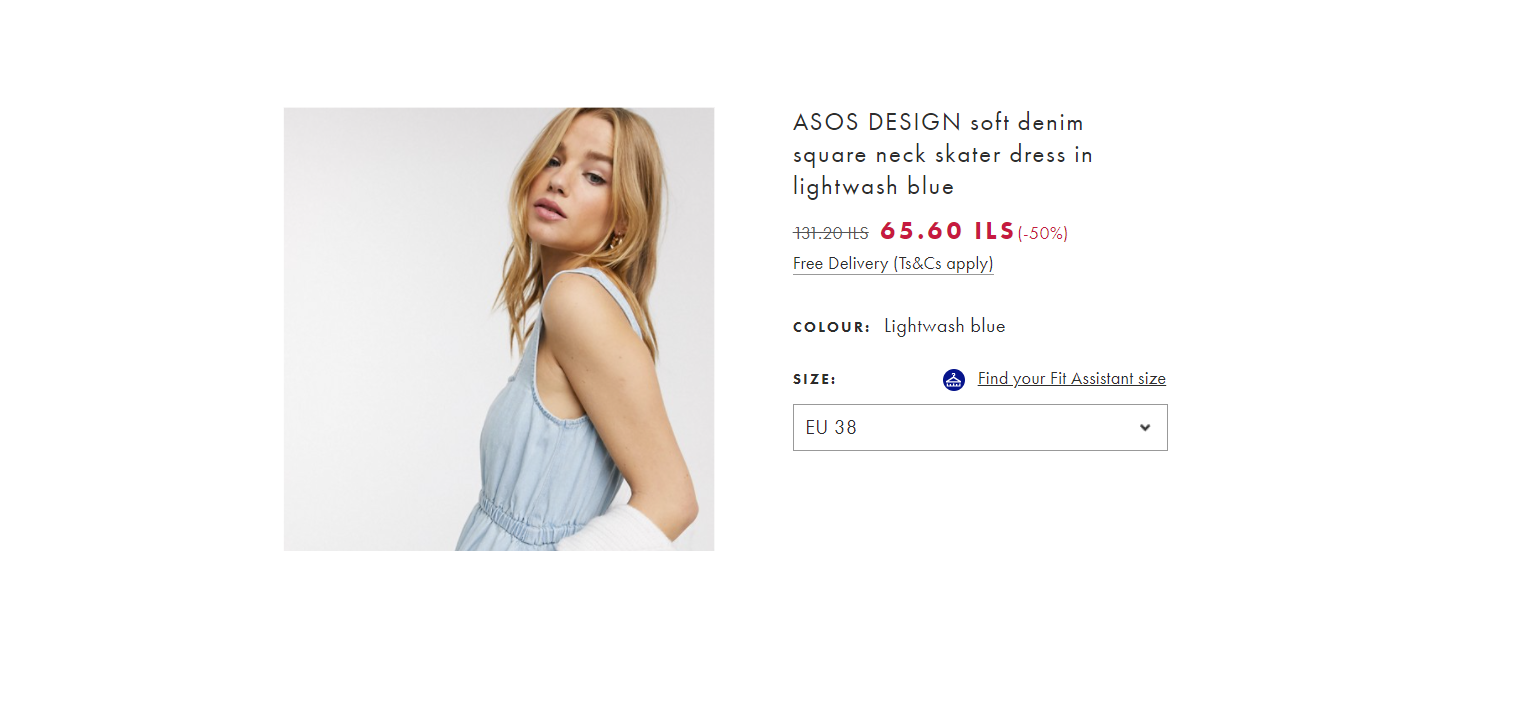 ASOS DESIGN soft denim
square neck skater dress in
lightwash blue
131.20 ILS 65.60 ILS (-50%)
Free Delivery (Ts&Cs apply)
COLOUR: Lightwash blue
SIZE: Find your Fit Assistant size
EU 38